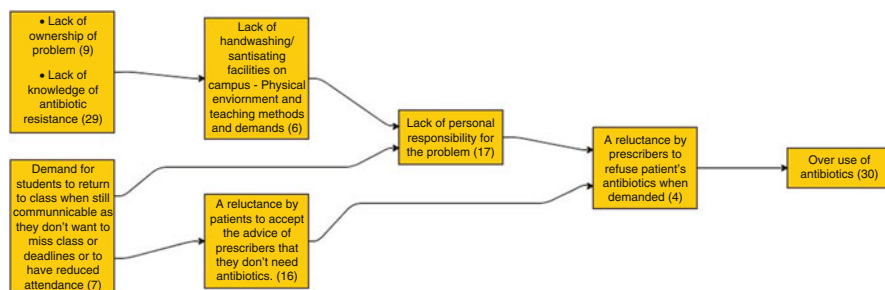 • Lack of
ownership of
problem (9)
• Lack of
knowledge of
antibiotic
resistance (29)
Lack of
handwashing/
santisating
facilities on
campus - Physical
enviornment and
teaching methods
and demands (6)
Lack of personal
responsibility for
the problem (17)
A reluctance by
prescribers to
refuse patient's
antibiotics when
demanded (4)
Over use of
antibiotics (30)
Demand for
students to return
to class when still
communnicable as
they don't want to
miss class or
deadlines or to
have reduced
attendance (7)
A reluctance by
patients to accept
the advice of
prescribers that
they don't need
antibiotics. (16)